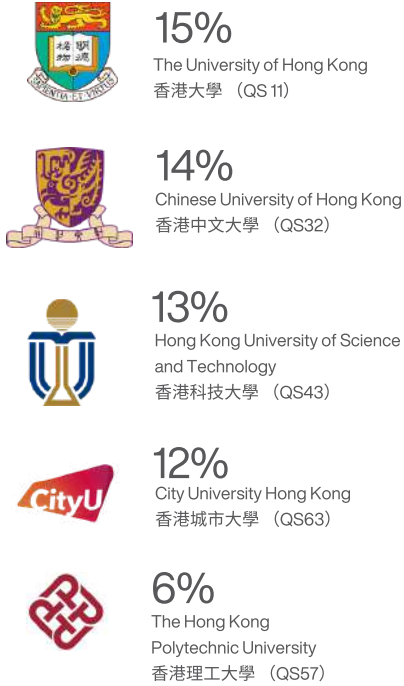 15%
The University of Hong Kong
香港大學 （QS 11）
14%
Chinese University of Hong Kong
香港中文大學 （QS32）
13%
Hong Kong University of Science
and Technology
香港科技大學 （QS43）
CityU
12%
City University Hong Kong
香港城市大學 （QS63）
6%
The Hong Kong
Polytechnic University
香港理工大學 （QS57）